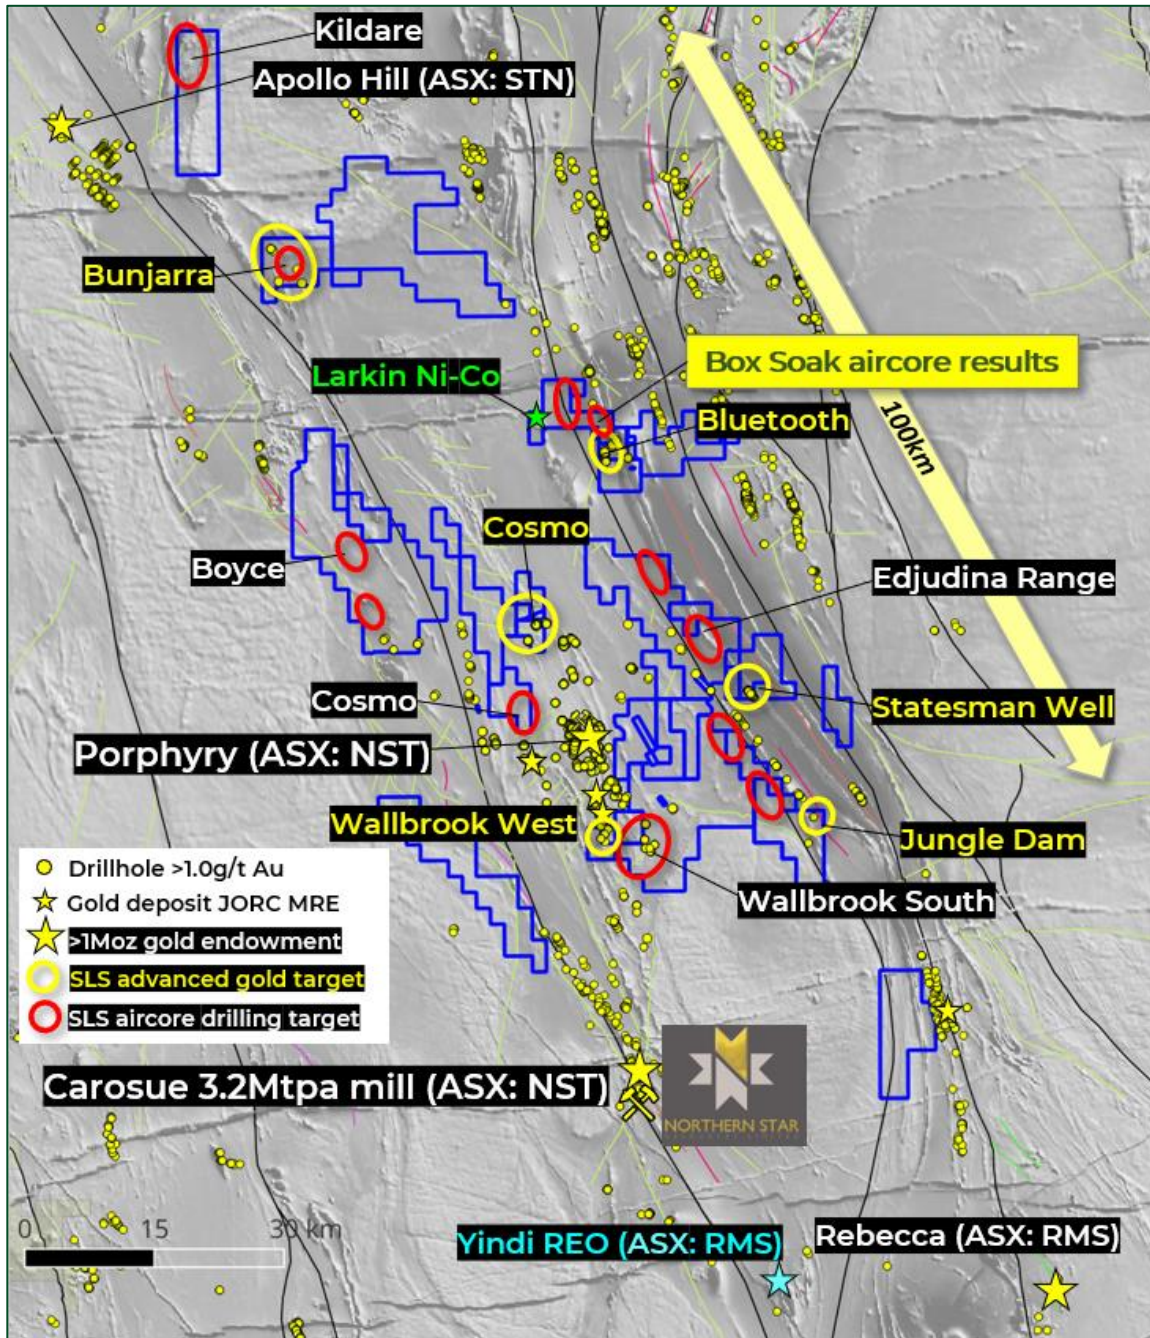 Kildare
Apollo Hill (ASX: STN)
Bunjarra
Larkin Ni-Co
Box Soak aircore results
Bluetooth
100km
Cosmo
Boyce
Edjudina Range
Cosmo
Statesman Well
Porphyry (ASX: NST)
Wallbrook West
Jungle Dam
Wallbrook South
Drillhole >1.0g/t Au
Gold deposit JORC MRE
>1Moz gold endowment
SLS advanced gold target
SLS aircore drilling target
Carosue 3.2Mtpa mill (ASX: NST)
NORTHERN STAR
0 15 30 km
Yindi REO (ASX: RMS)
Rebecca (ASX: RMS)